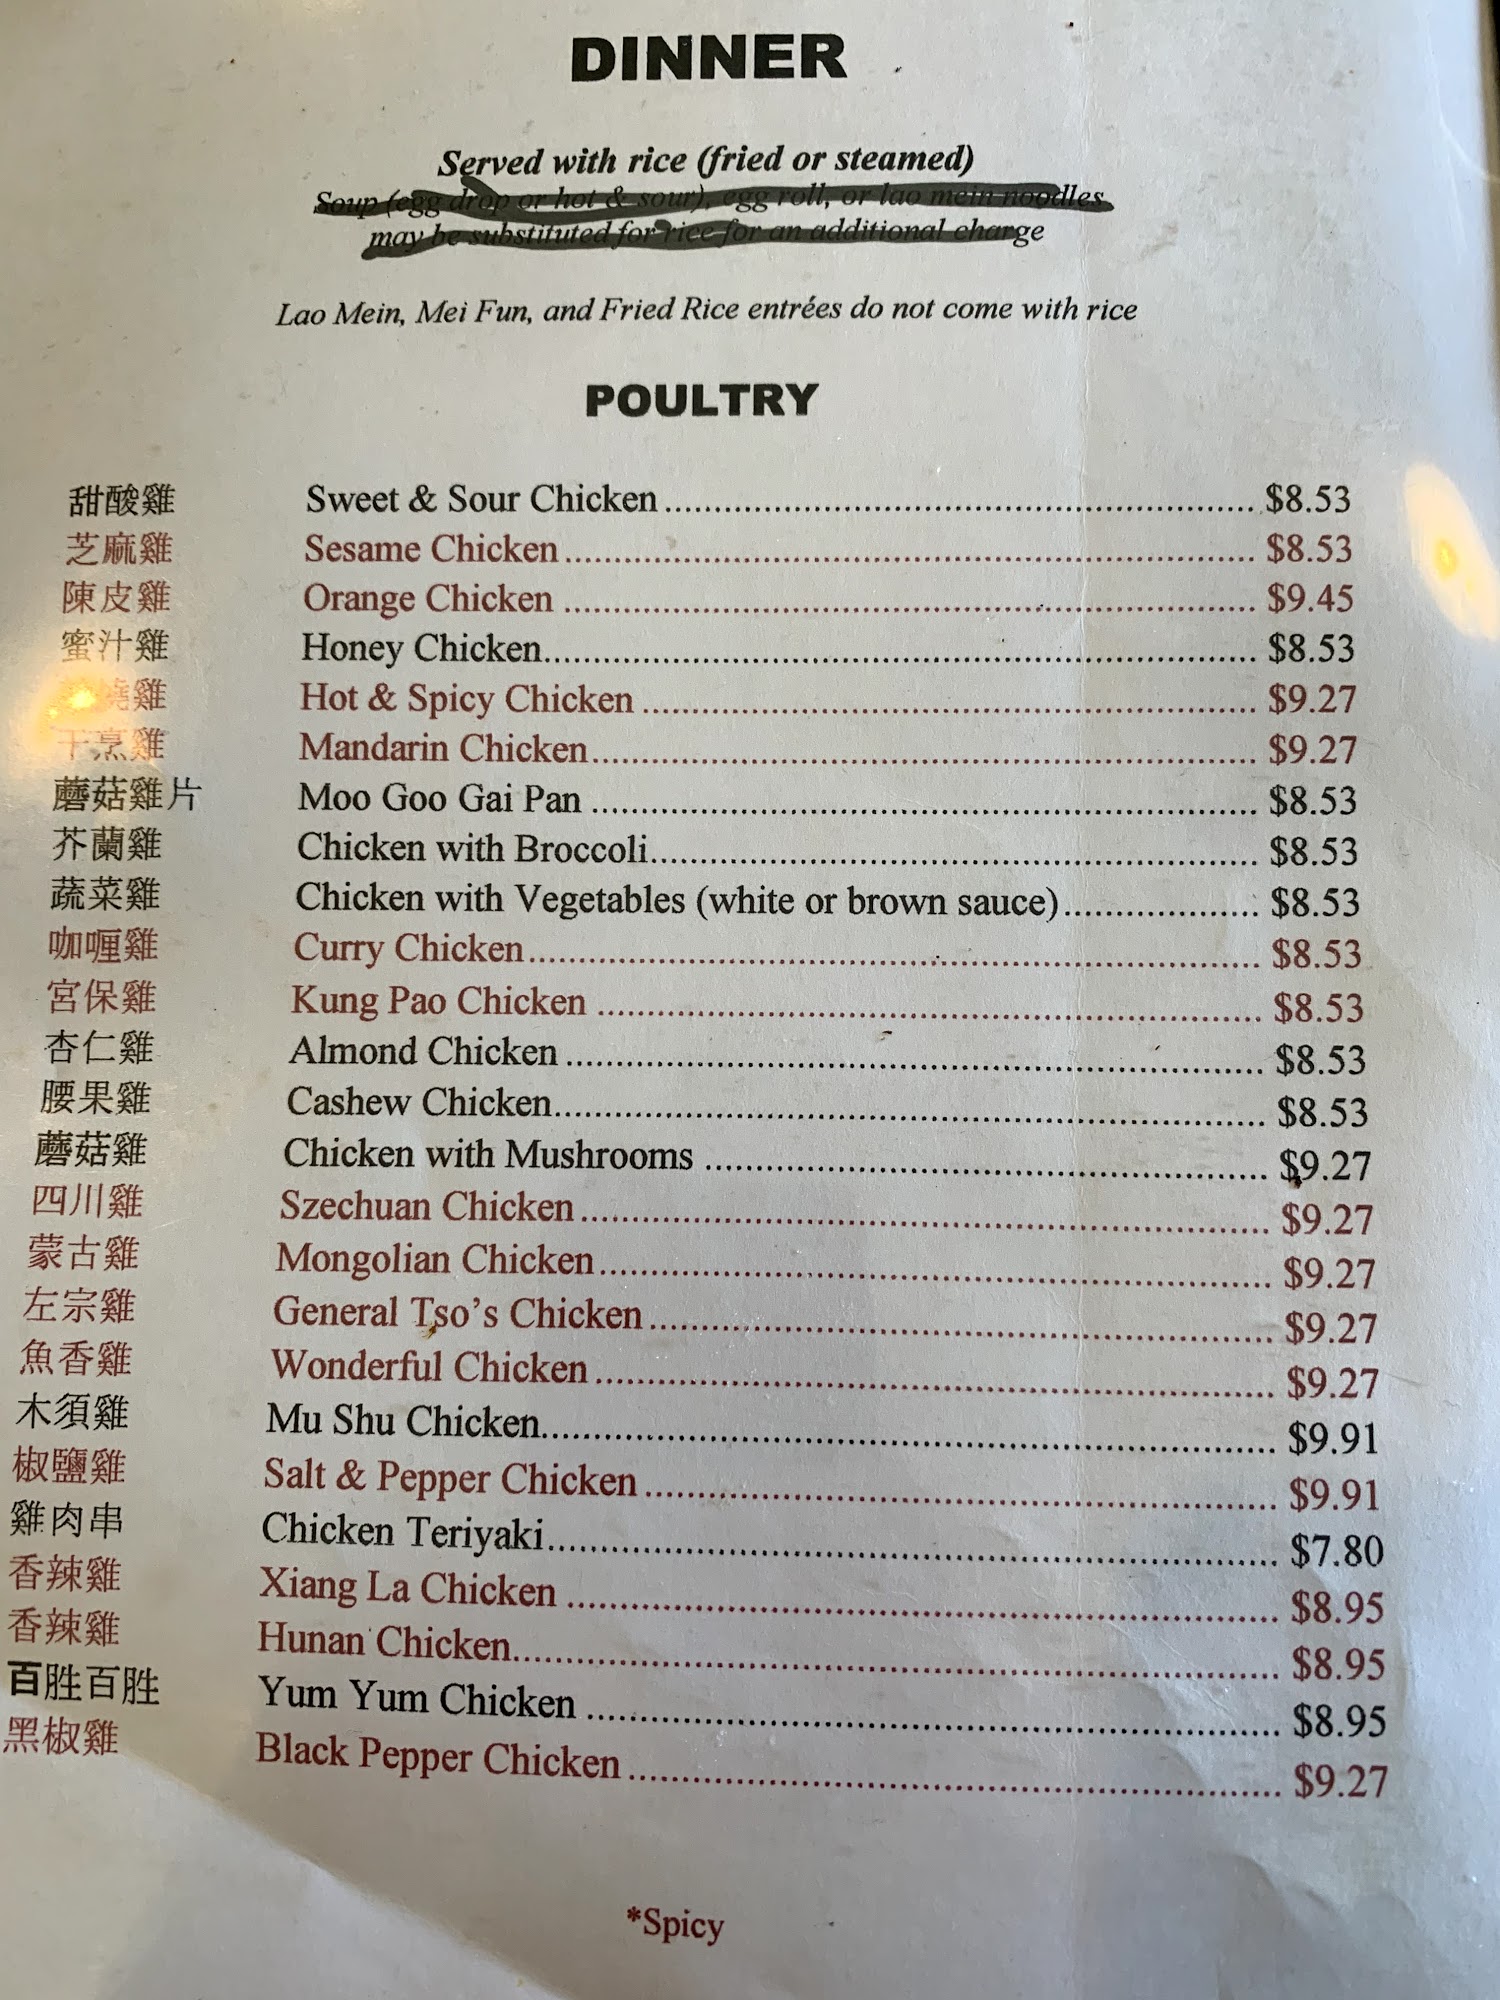 DINNER
Served with rice (fried or steamed)
Soup (egg drop or hot & sour), egg roll, or lao mein noodles
may be substituted for rice for an additional charge
Lao Mein, Mei Fun, and Fried Rice entrées do not come with rice
POULTRY
甜酸雞 Sweet & Sour Chicken $8.53
芝麻雞 Sesame Chicken $8.53
陳皮雞 Orange Chicken $9.45
蜜汁雞 Honey Chicken $8.53
燒雞 Hot & Spicy Chicken $9.27
干烹雞 Mandarin Chicken $9.27
蘑菇雞片 Moo Goo Gai Pan $8.53
芥蘭雞 Chicken with Broccoli $8.53
蔬菜雞 Chicken with Vegetables (white or brown sauce) $8.53
咖喱雞 Curry Chicken $8.53
宮保雞 Kung Pao Chicken $8.53
杏仁雞 Almond Chicken $8.53
腰果雞 Cashew Chicken $8.53
蘑菇雞 Chicken with Mushrooms $9.27
四川雞 Szechuan Chicken $9.27
蒙古雞 Mongolian Chicken $9.27
左宗雞 General Tso's Chicken $9.27
魚香雞 Wonderful Chicken $9.27
木須雞 Mu Shu Chicken $9.91
椒鹽雞 Salt & Pepper Chicken $9.91
雞肉串 Chicken Teriyaki $7.80
香辣雞 Xiang La Chicken $8.95
香辣雞 Hunan Chicken $8.95
百胜百胜 Yum Yum Chicken $8.95
黑椒雞 Black Pepper Chicken $9.27
*Spicy